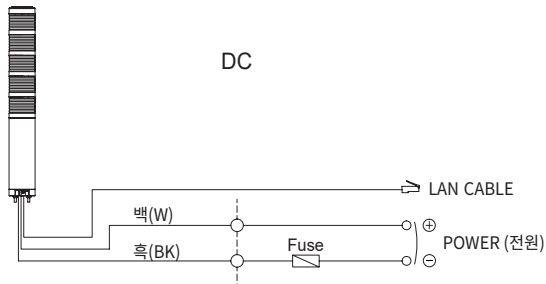 DC
LAN CABLE
백(W)
흑(BK)
Fuse
⊕
⊖
POWER (전원)